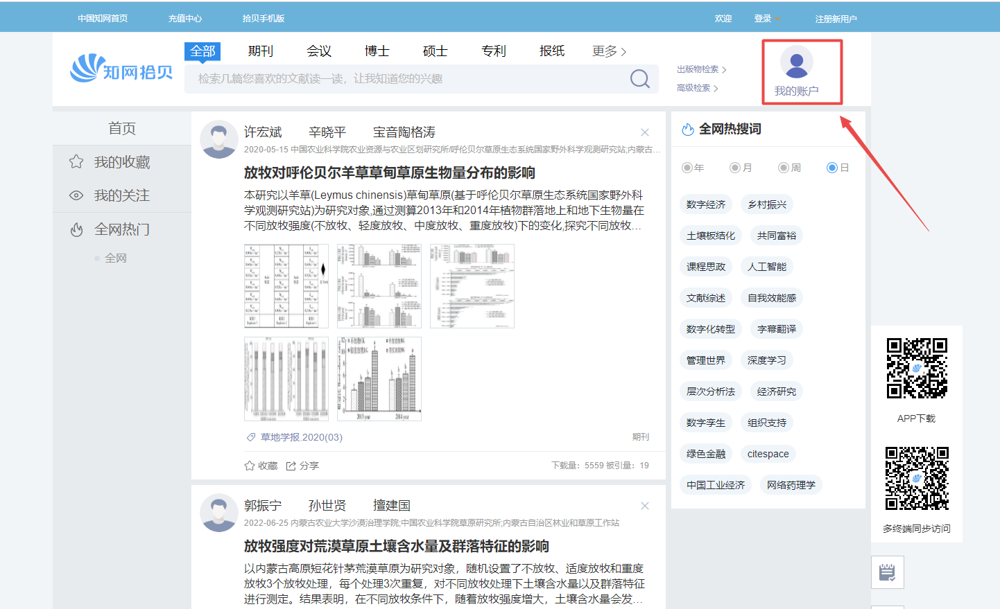 中国知网首页 充值中心 拾贝手机版 欢迎 登录 注册新用户
知网拾贝
全部 期刊 会议 博士 硕士 专利 报纸 更多
检索几篇您喜欢的文献读一读，让我知道您的兴趣
出版物检索
高级检索
我的账户
首页
我的收藏
我的关注
全网热门
全网
许宏斌 辛晓平 宝音陶格涛
2020-05-15 中国农业科学院农业资源与农业区划研究所/呼伦贝尔草原生态系统国家野外科学观测研究站;内蒙古...
放牧对呼伦贝尔羊草草甸草原生物量分布的影响
本研究以羊草(Leymus chinensis)草甸草原(基于呼伦贝尔草原生态系统国家野外科
学观测研究站)为研究对象,通过测算2013年和2014年植物群落地上和地下生物量在
不同放牧强度(不放牧、轻度放牧、中度放牧、重度放牧)下的变化,探究不同放牧...
2013 year 2014 year
草地学报.2020(03) 期刊
收藏 分享 下载量：5559 被引量：19
郭振宁 孙世贤 擅建国
2022-06-25 内蒙古农业大学沙漠治理学院;中国农业科学院草原研究所;内蒙古自治区林业和草原工作站
放牧强度对荒漠草原土壤含水量及群落特征的影响
以内蒙古高原短花针茅荒漠草原为研究对象，随机设置了不放牧、适度放牧和重度
放牧3个放牧处理，每个处理3次重复，对不同放牧处理下土壤含水量以及群落特征
进行测定。结果表明，在不同放牧条件下，随着放牧强度增大，土壤含水量会发...
全网热搜词
年 月 周 日
数字经济 乡村振兴
土壤板结化 共同富裕
课程思政 人工智能
文献综述 自我效能感
数字化转型 字幕翻译
管理世界 深度学习
层次分析法 经济研究
数字孪生 组织支持
绿色金融 citespace
中国工业经济 网络药理学
APP下载
多终端同步访问